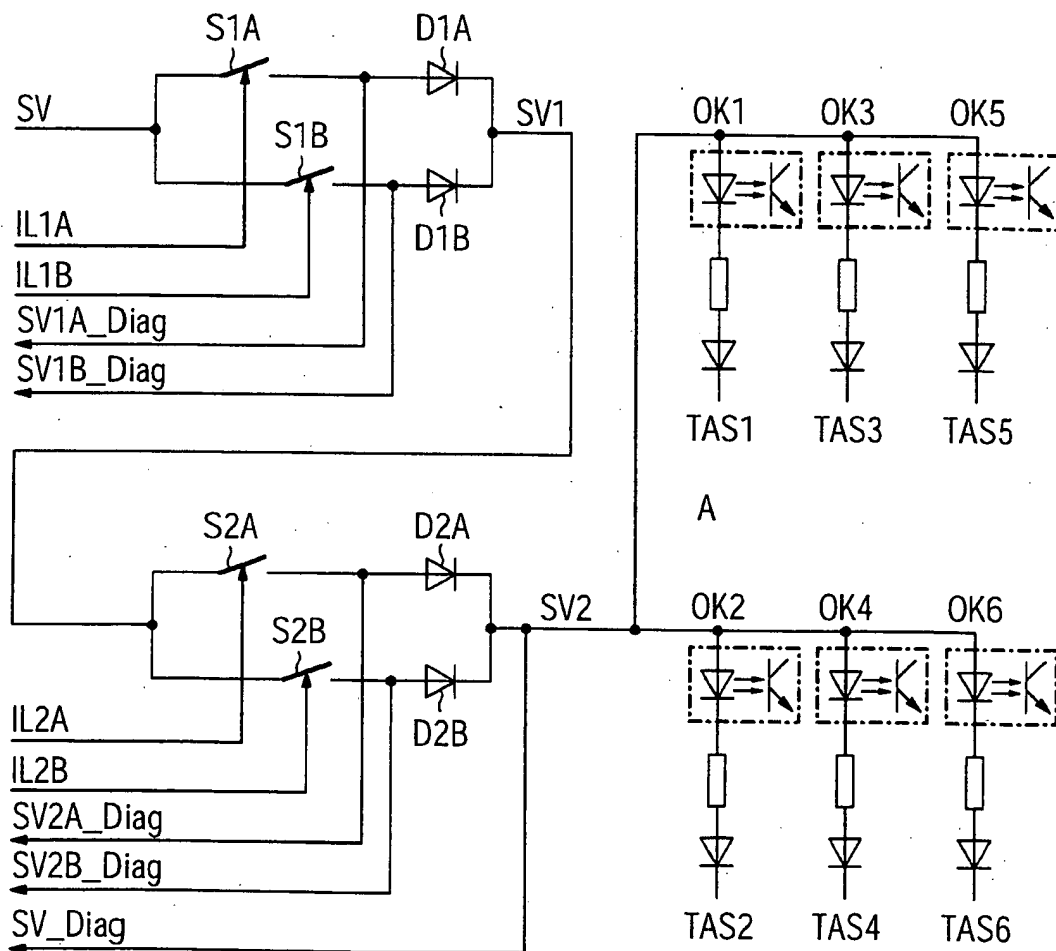 S1A
D1A
SV
SV1
OK1 OK3 OK5
S1B
IL1A
D1B
IL1B
SV1A_Diag
SV1B_Diag
TAS1 TAS3 TAS5
A
S2A
D2A
SV2
OK2 OK4 OK6
S2B
IL2A
D2B
IL2B
SV2A_Diag
SV2B_Diag
SV_Diag
TAS2 TAS4 TAS6